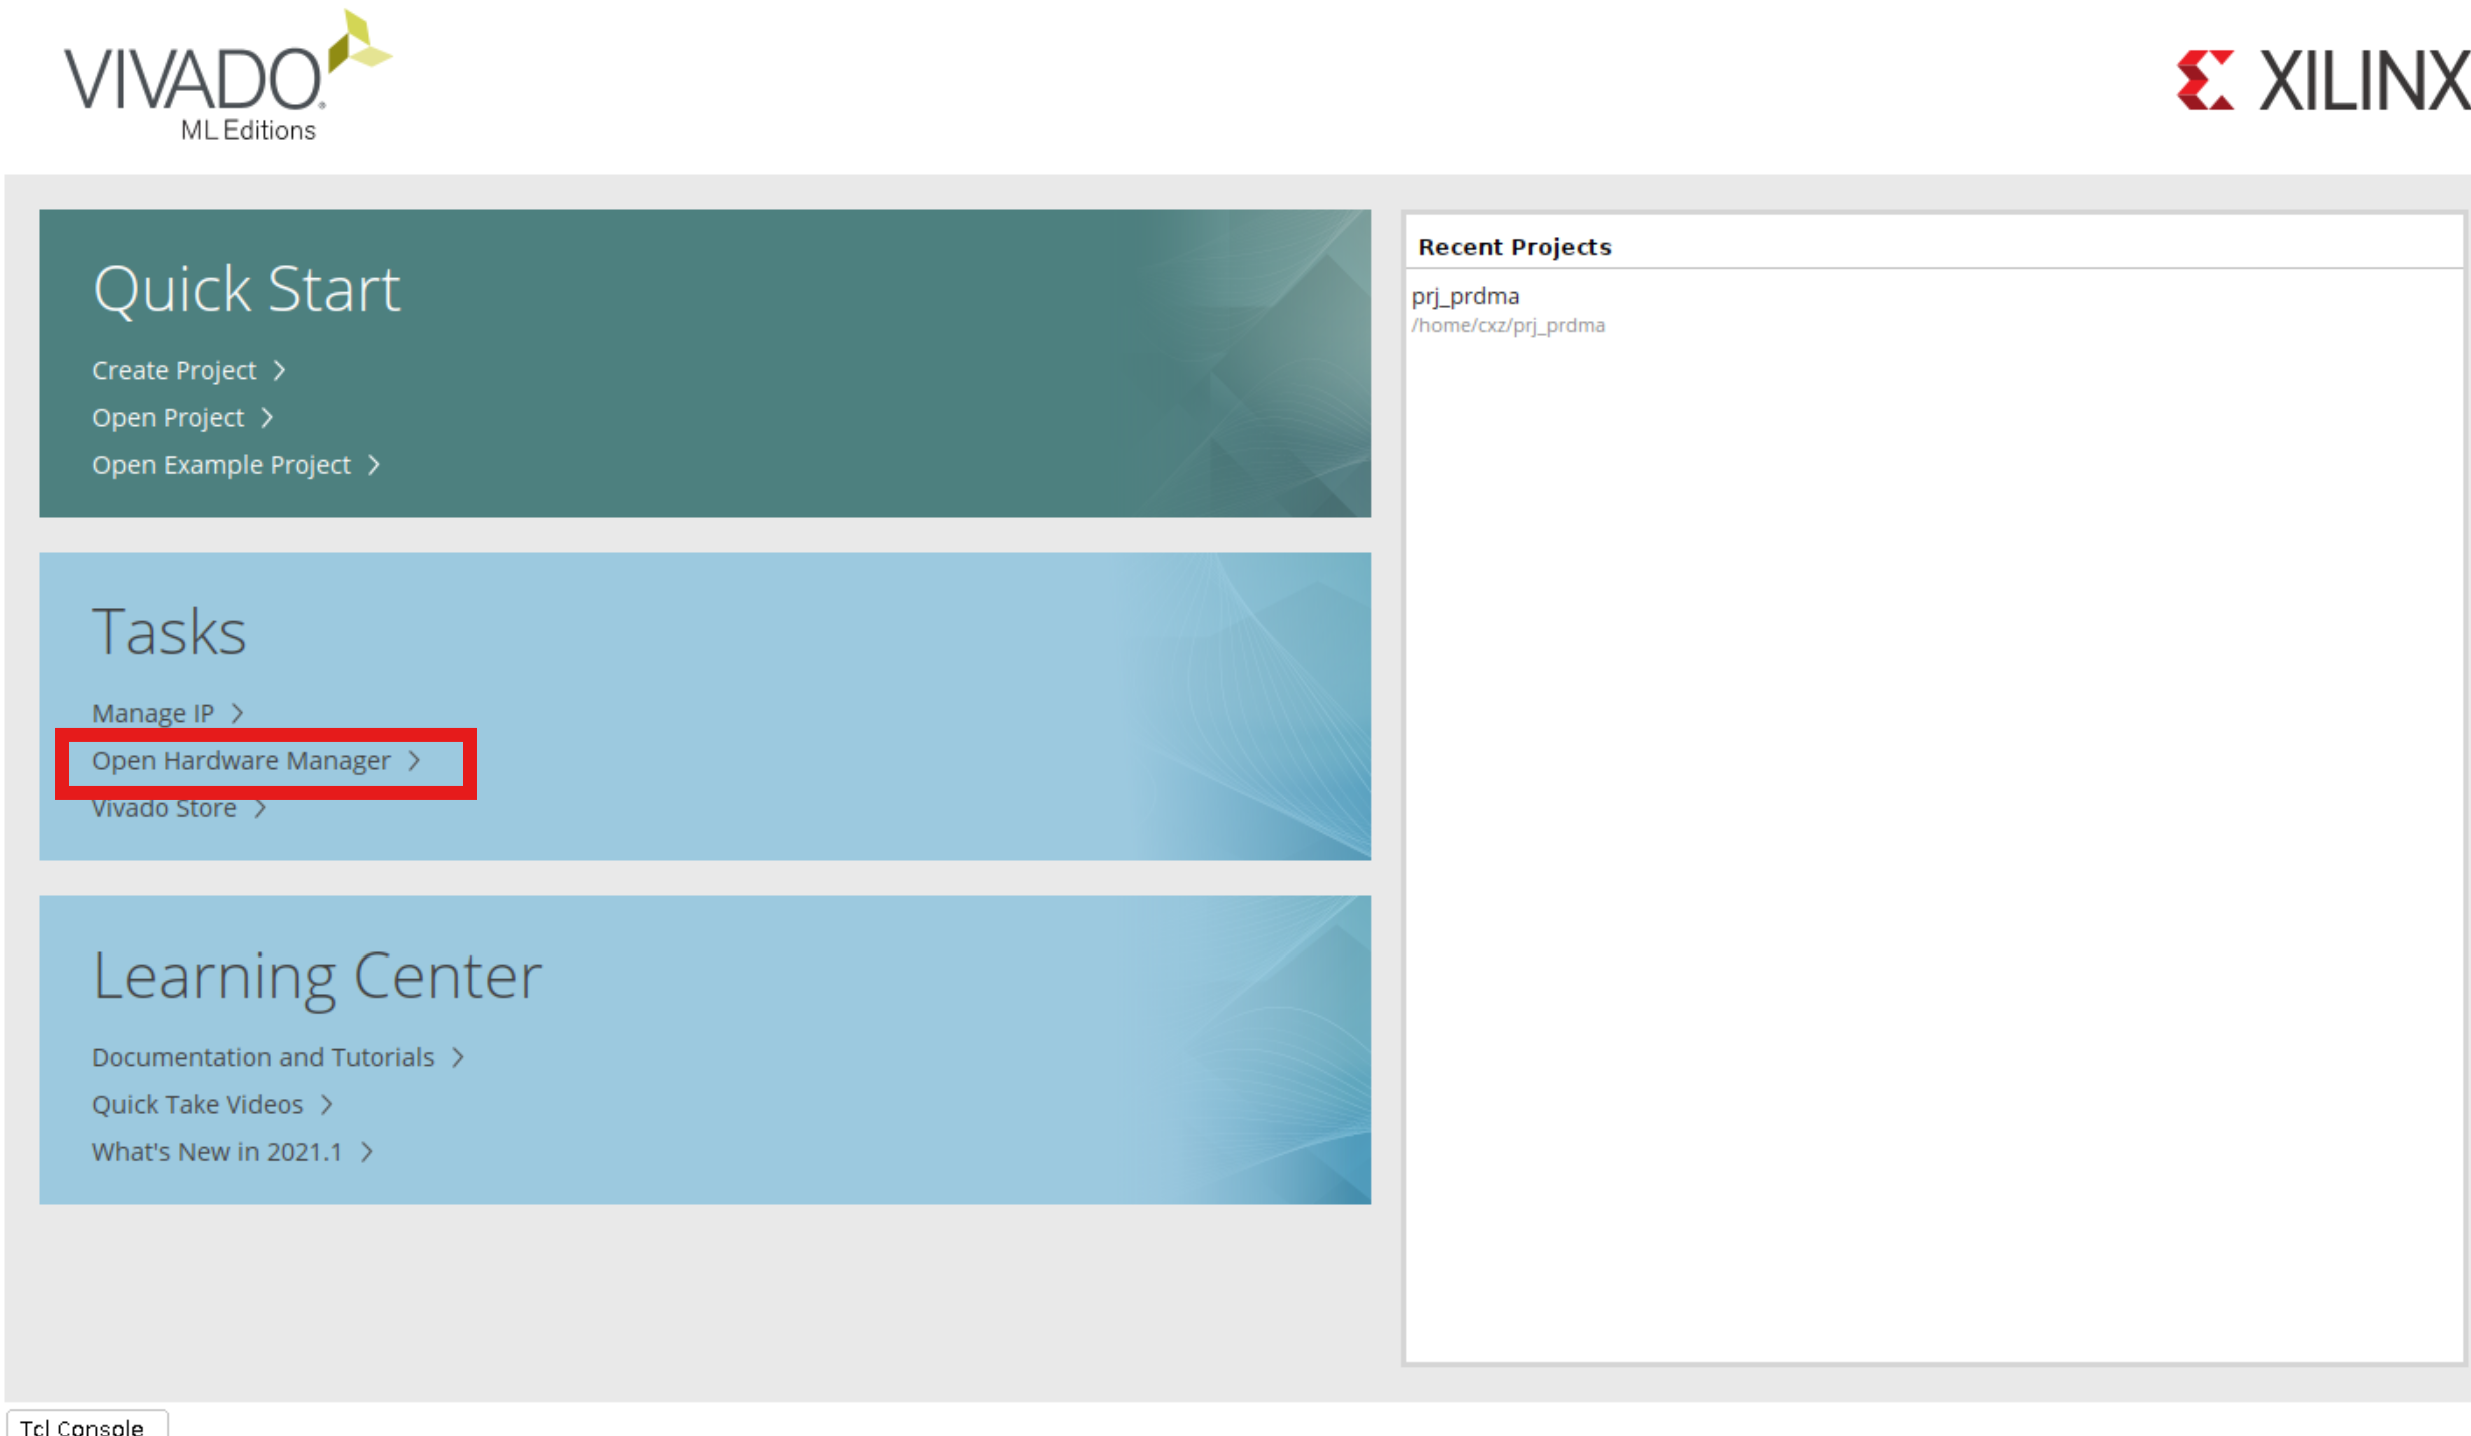 VIVADO
ML Editions
XILINX
Quick Start
Create Project
Open Project
Open Example Project
Tasks
Manage IP
Open Hardware Manager
Vivado Store
Learning Center
Documentation and Tutorials
Quick Take Videos
What's New in 2021.1
Recent Projects
prj_prdma
/home/cxz/prj_prdma
Tcl Console